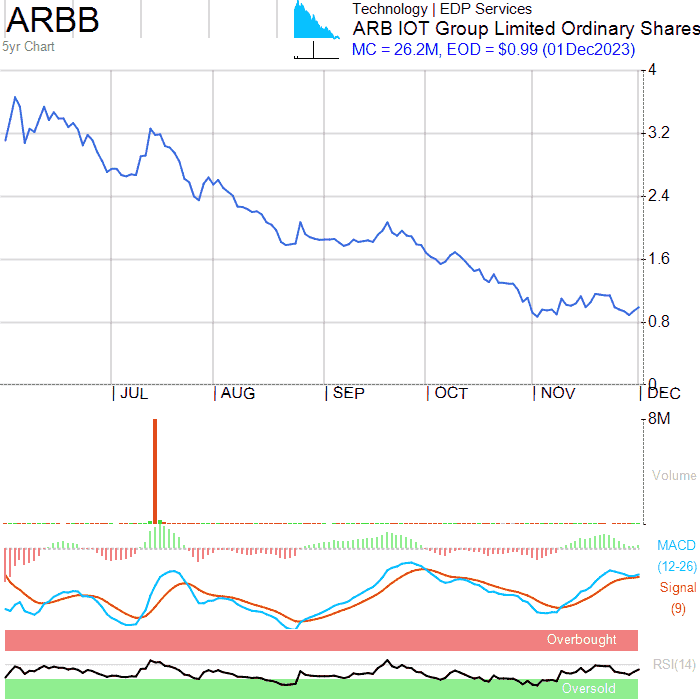 ARBB
5yr Chart
Technology | EDP Services
ARB IOT Group Limited Ordinary Shares
MC = 26.2M, EOD = $0.99 (01Dec2023)
4
3.2
2.4
1.6
0.8
0
| JUL | AUG | SEP | OCT | NOV | DEC
8M
Volume
MACD
(12-26)
Signal
(9)
Overbought
RSI(14)
Oversold